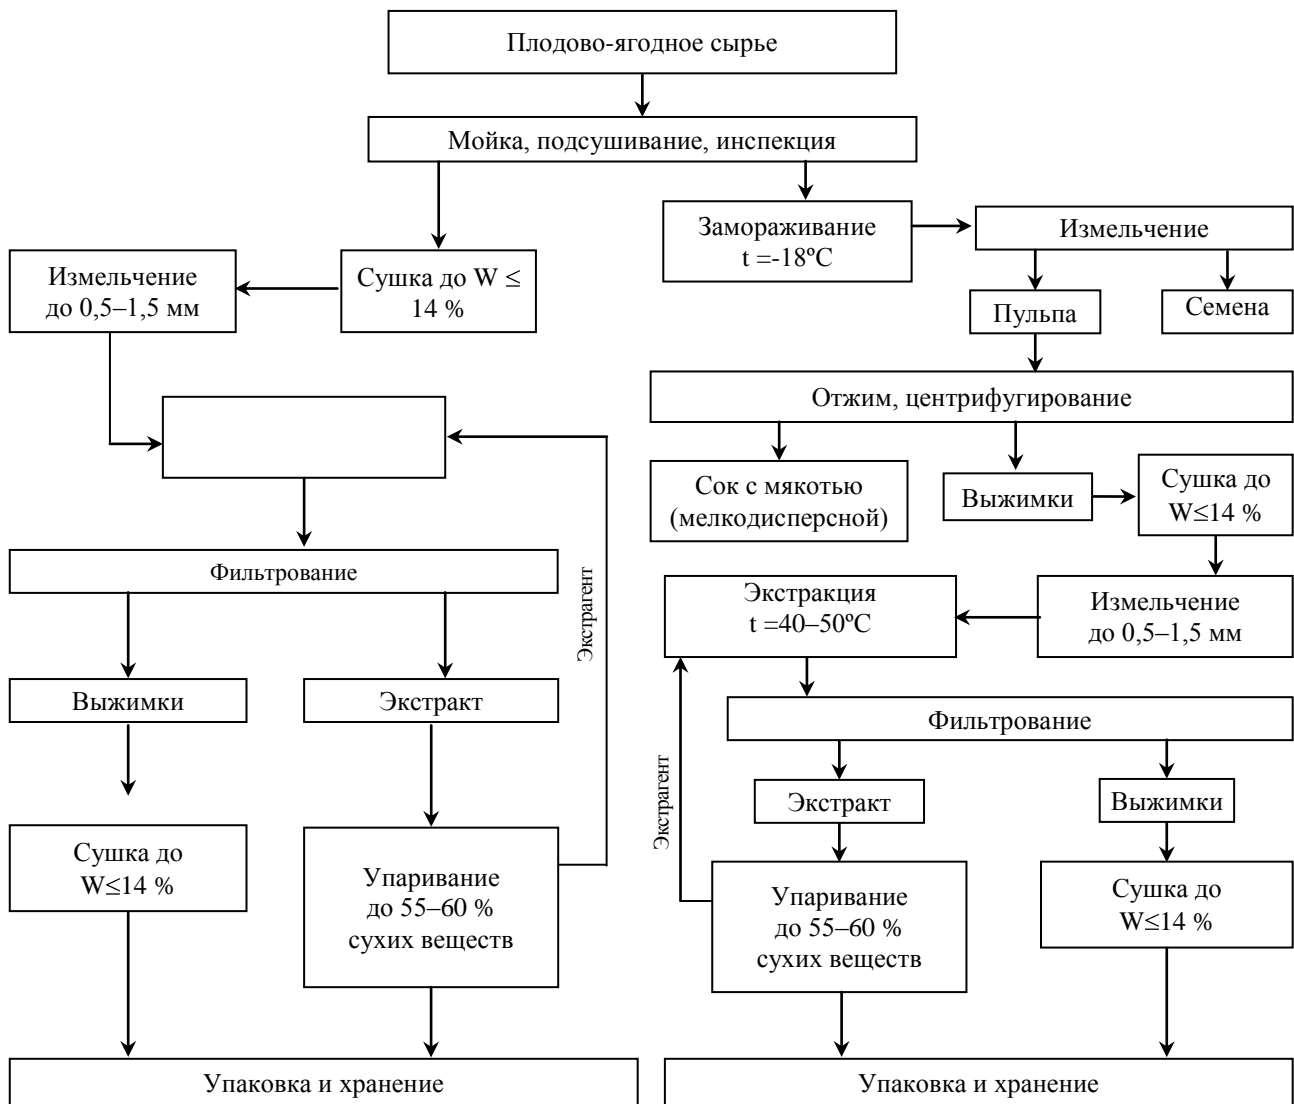 Плодово-ягодное сырье
Мойка, подсушивание, инспекция
Замораживание
t =-18ºС
Измельчение
Измельчение
до 0,5–1,5 мм
Сушка до W ≤
14 %
Пульпа
Семена
Отжим, центрифугирование
Сок с мякотью
(мелкодисперсной)
Выжимки
Сушка до
W≤14 %
Фильтрование
Экстрагент
Экстракция
t =40–50ºС
Измельчение
до 0,5–1,5 мм
Выжимки
Экстракт
Фильтрование
Экстрагент
Экстракт
Выжимки
Сушка до
W≤14 %
Упаривание
до 55–60 %
сухих веществ
Упаривание
до 55–60 %
сухих веществ
Сушка до
W≤14 %
Упаковка и хранение
Упаковка и хранение